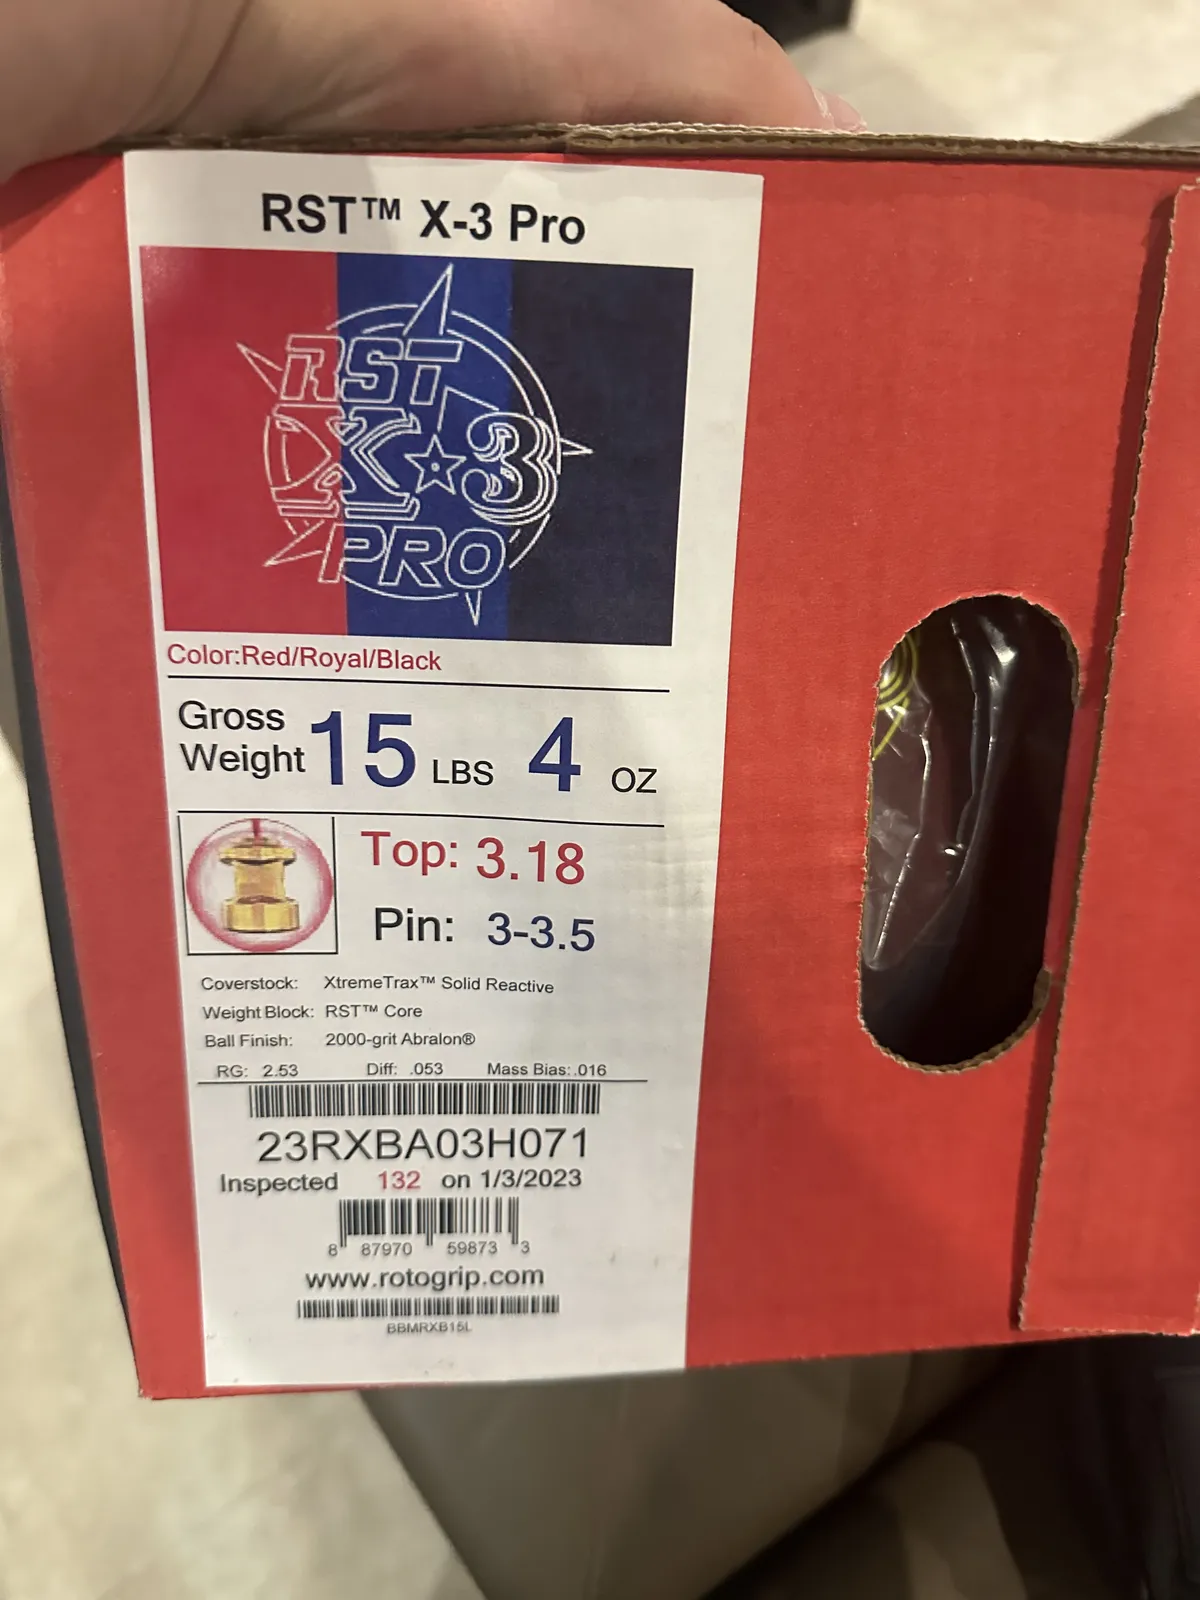 RST™ X-3 Pro
RST
X★3
PRO
Color:Red/Royal/Black
Gross Weight 15 LBS 4 OZ
Top: 3.18
Pin: 3-3.5
Coverstock: XtremeTrax™ Solid Reactive
Weight Block: RST™ Core
Ball Finish: 2000-grit Abralon®
RG: 2.53 Diff: .053 Mass Bias:.016
23RXBA03H071
Inspected 132 on 1/3/2023
8 87970 59873 3
www.rotogrip.com
BBMRXB15L